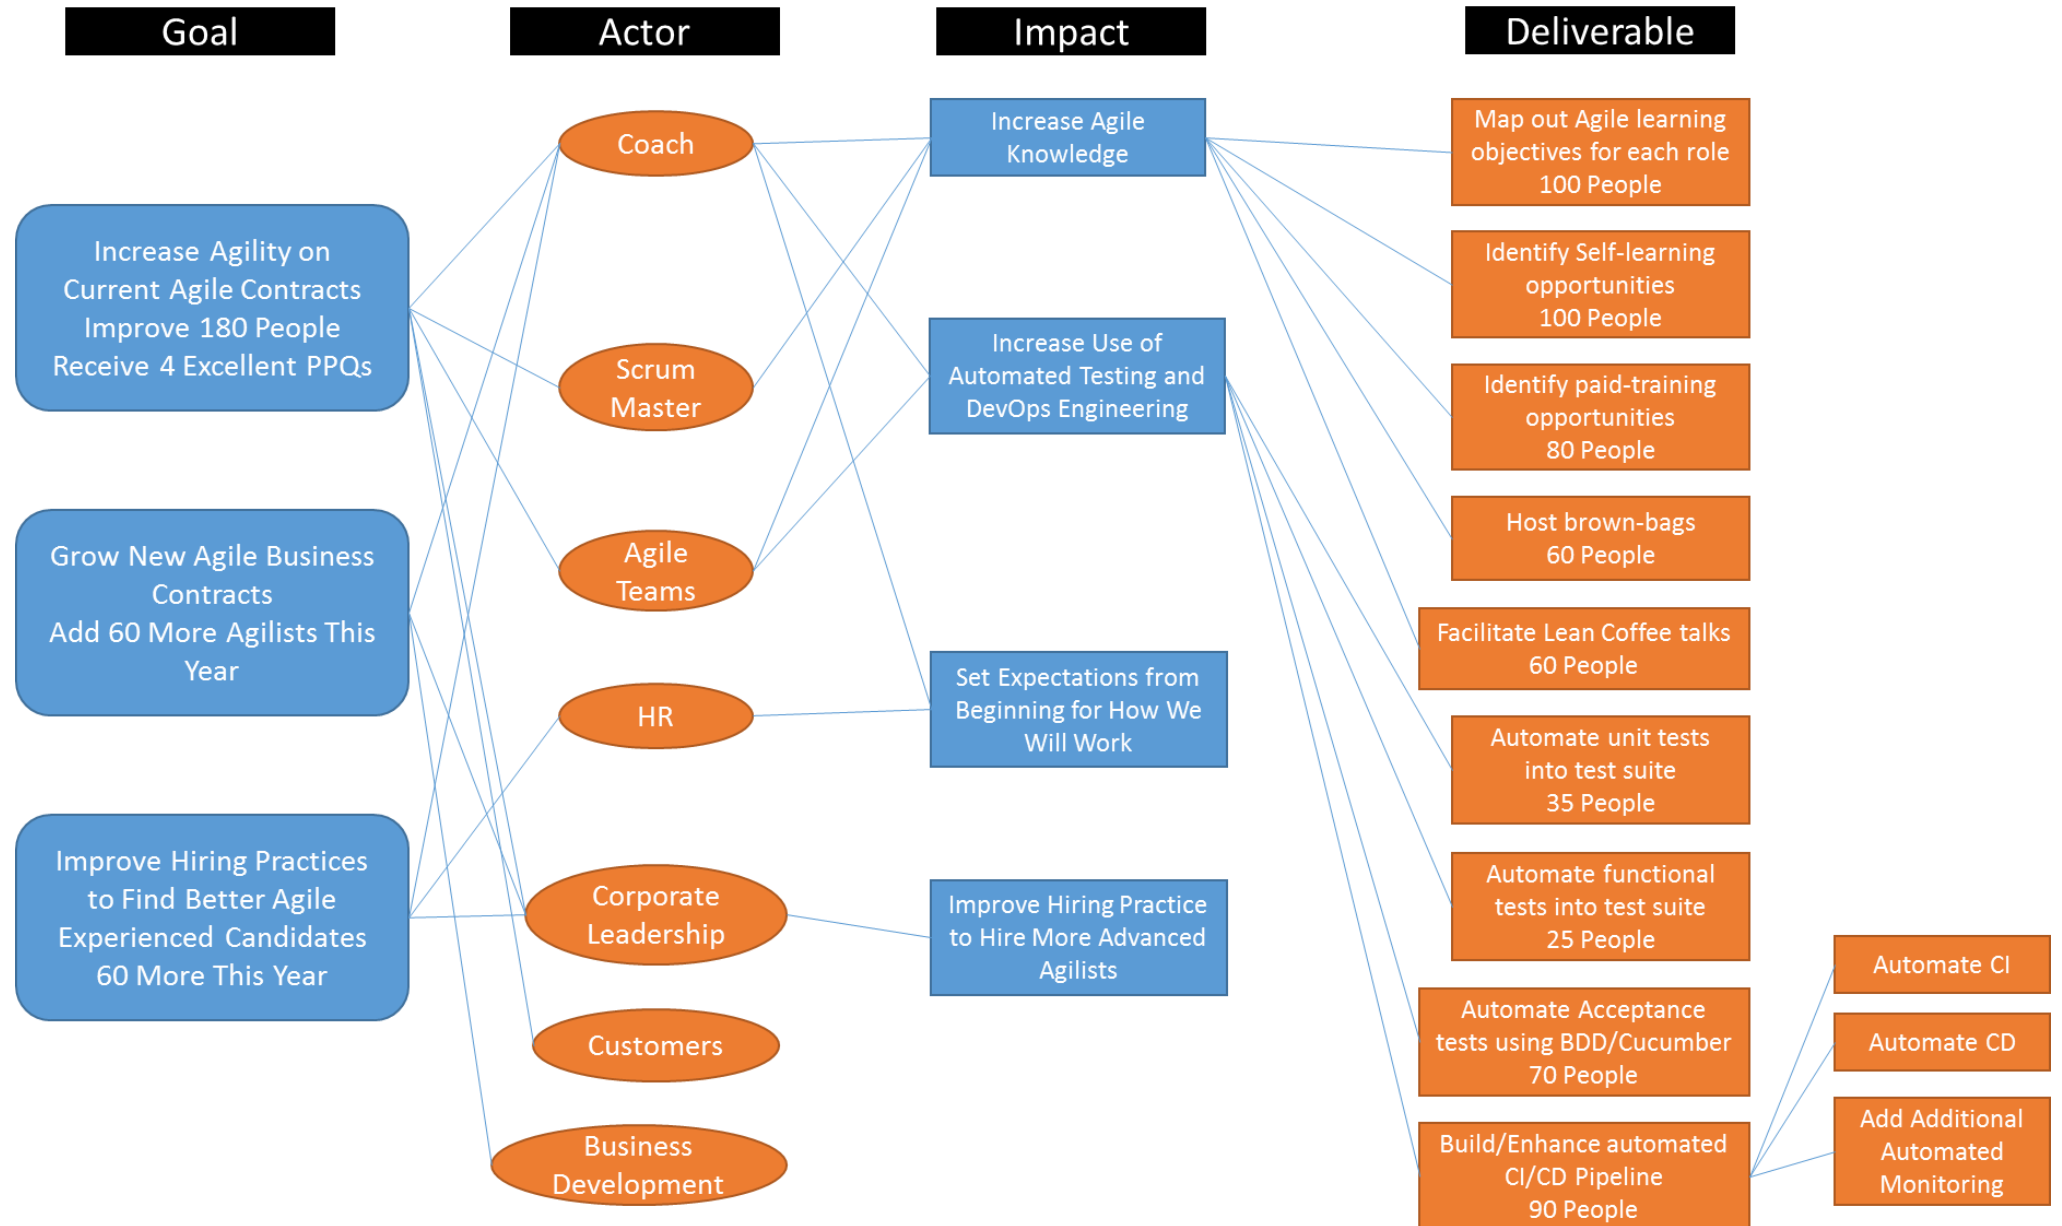 Goal
Actor
Impact
Deliverable
Increase Agility on
Current Agile Contracts
Improve 180 People
Receive 4 Excellent PPQs
Grow New Agile Business
Contracts
Add 60 More Agilists This
Year
Improve Hiring Practices
to Find Better Agile
Experienced Candidates
60 More This Year
Coach
Scrum
Master
Agile
Teams
HR
Corporate
Leadership
Customers
Business
Development
Increase Agile
Knowledge
Increase Use of
Automated Testing and
DevOps Engineering
Set Expectations from
Beginning for How We
Will Work
Improve Hiring Practice
to Hire More Advanced
Agilists
Map out Agile learning
objectives for each role
100 People
Identify Self-learning
opportunities
100 People
Identify paid-training
opportunities
80 People
Host brown-bags
60 People
Facilitate Lean Coffee talks
60 People
Automate unit tests
into test suite
35 People
Automate functional
tests into test suite
25 People
Automate Acceptance
tests using BDD/Cucumber
70 People
Build/Enhance automated
CI/CD Pipeline
90 People
Automate CI
Automate CD
Add Additional
Automated
Monitoring